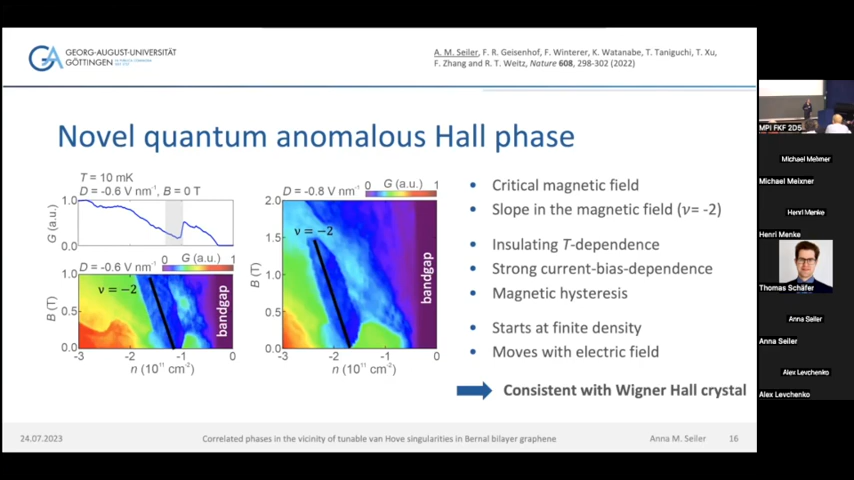 GEORG-AUGUST-UNIVERSITÄT
GÖTTINGEN
A. M. Seiler, F. R. Geisenhof, F. Winterer, K. Watanabe, T. Taniguchi, T. Xu,
F. Zhang and R. T. Weitz, Nature 608, 298-302 (2022)
Novel quantum anomalous Hall phase
T = 10 mK
D = -0.6 V nm⁻¹, B = 0 T
G (a.u.)
1.0
0.0
D = -0.6 V nm⁻¹
G (a.u.)
0 1
B (T)
1.0
0.5
0.0
ν = −2
bandgap
-3 -2 -1 0
n (10¹¹ cm⁻²)
D = -0.8 V nm⁻¹
0 G (a.u.) 1
B (T)
2.0
1.5
1.0
0.5
0.0
ν = −2
bandgap
-3 -2 -1 0
n (10¹¹ cm⁻²)
• Critical magnetic field
• Slope in the magnetic field (ν= -2)
• Insulating T-dependence
• Strong current-bias-dependence
• Magnetic hysteresis
• Starts at finite density
• Moves with electric field
Consistent with Wigner Hall crystal
24.07.2023
Correlated phases in the vicinity of tunable van Hove singularities in Bernal bilayer graphene
Anna M. Seiler
16
MPI FKF 2D5
Michael Meixner
Michael Meixner
Henri Menke
Henri Menke
Thomas Schäfer
Anna Seiler
Anna Seiler
Alex Levchenko
Alex Levchenko